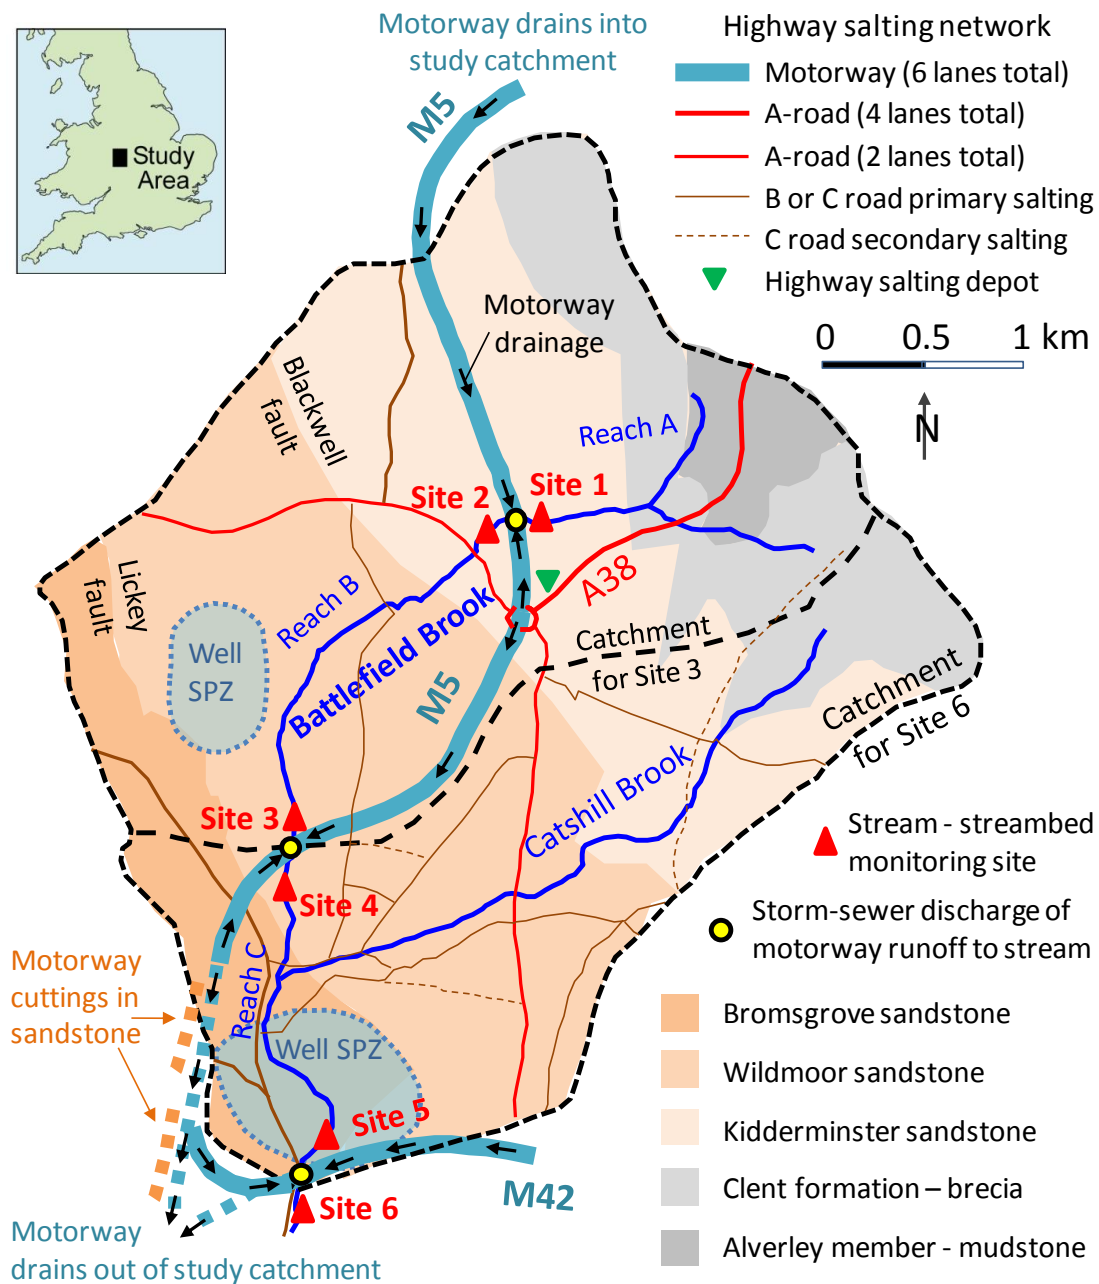 Motorway drains into
study catchment
Highway salting network
Motorway (6 lanes total)
A-road (4 lanes total)
A-road (2 lanes total)
B or C road primary salting
C road secondary salting
Highway salting depot
0 0.5 1 km
N
Study
Area
M5
Motorway
drainage
Blackwell
fault
Reach A
Site 2
Site 1
Lickey
fault
Reach B
A38
Battlefield Brook
Well
SPZ
Catchment
for Site 3
M5
Catchment
for Site 6
Catshill Brook
Site 3
Site 4
Stream - streambed
monitoring site
Storm-sewer discharge of
motorway runoff to stream
Motorway
cuttings in
sandstone
Reach C
Well SPZ
Site 5
M42
Site 6
Motorway
drains out of study catchment
Bromsgrove sandstone
Wildmoor sandstone
Kidderminster sandstone
Clent formation – brecia
Alverley member - mudstone